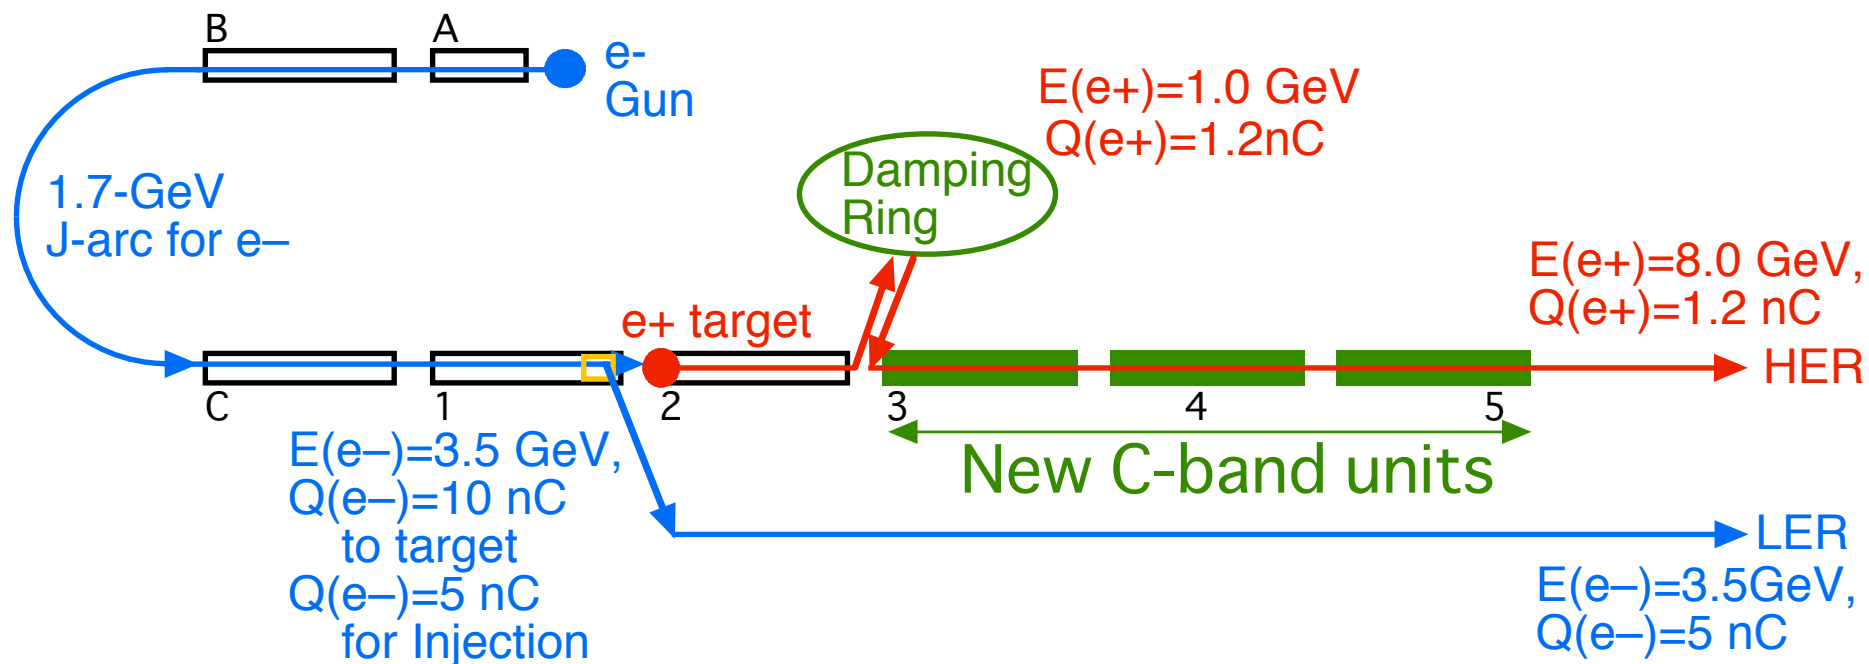 B
A
e-
Gun
1.7-GeV
J-arc for e–
E(e+)=1.0 GeV
Q(e+)=1.2nC
Damping
Ring
E(e+)=8.0 GeV,
Q(e+)=1.2 nC
e+ target
HER
C
1
2
3
4
5
New C-band units
E(e–)=3.5 GeV,
Q(e–)=10 nC
to target
Q(e–)=5 nC
for Injection
LER
E(e–)=3.5GeV,
Q(e–)=5 nC